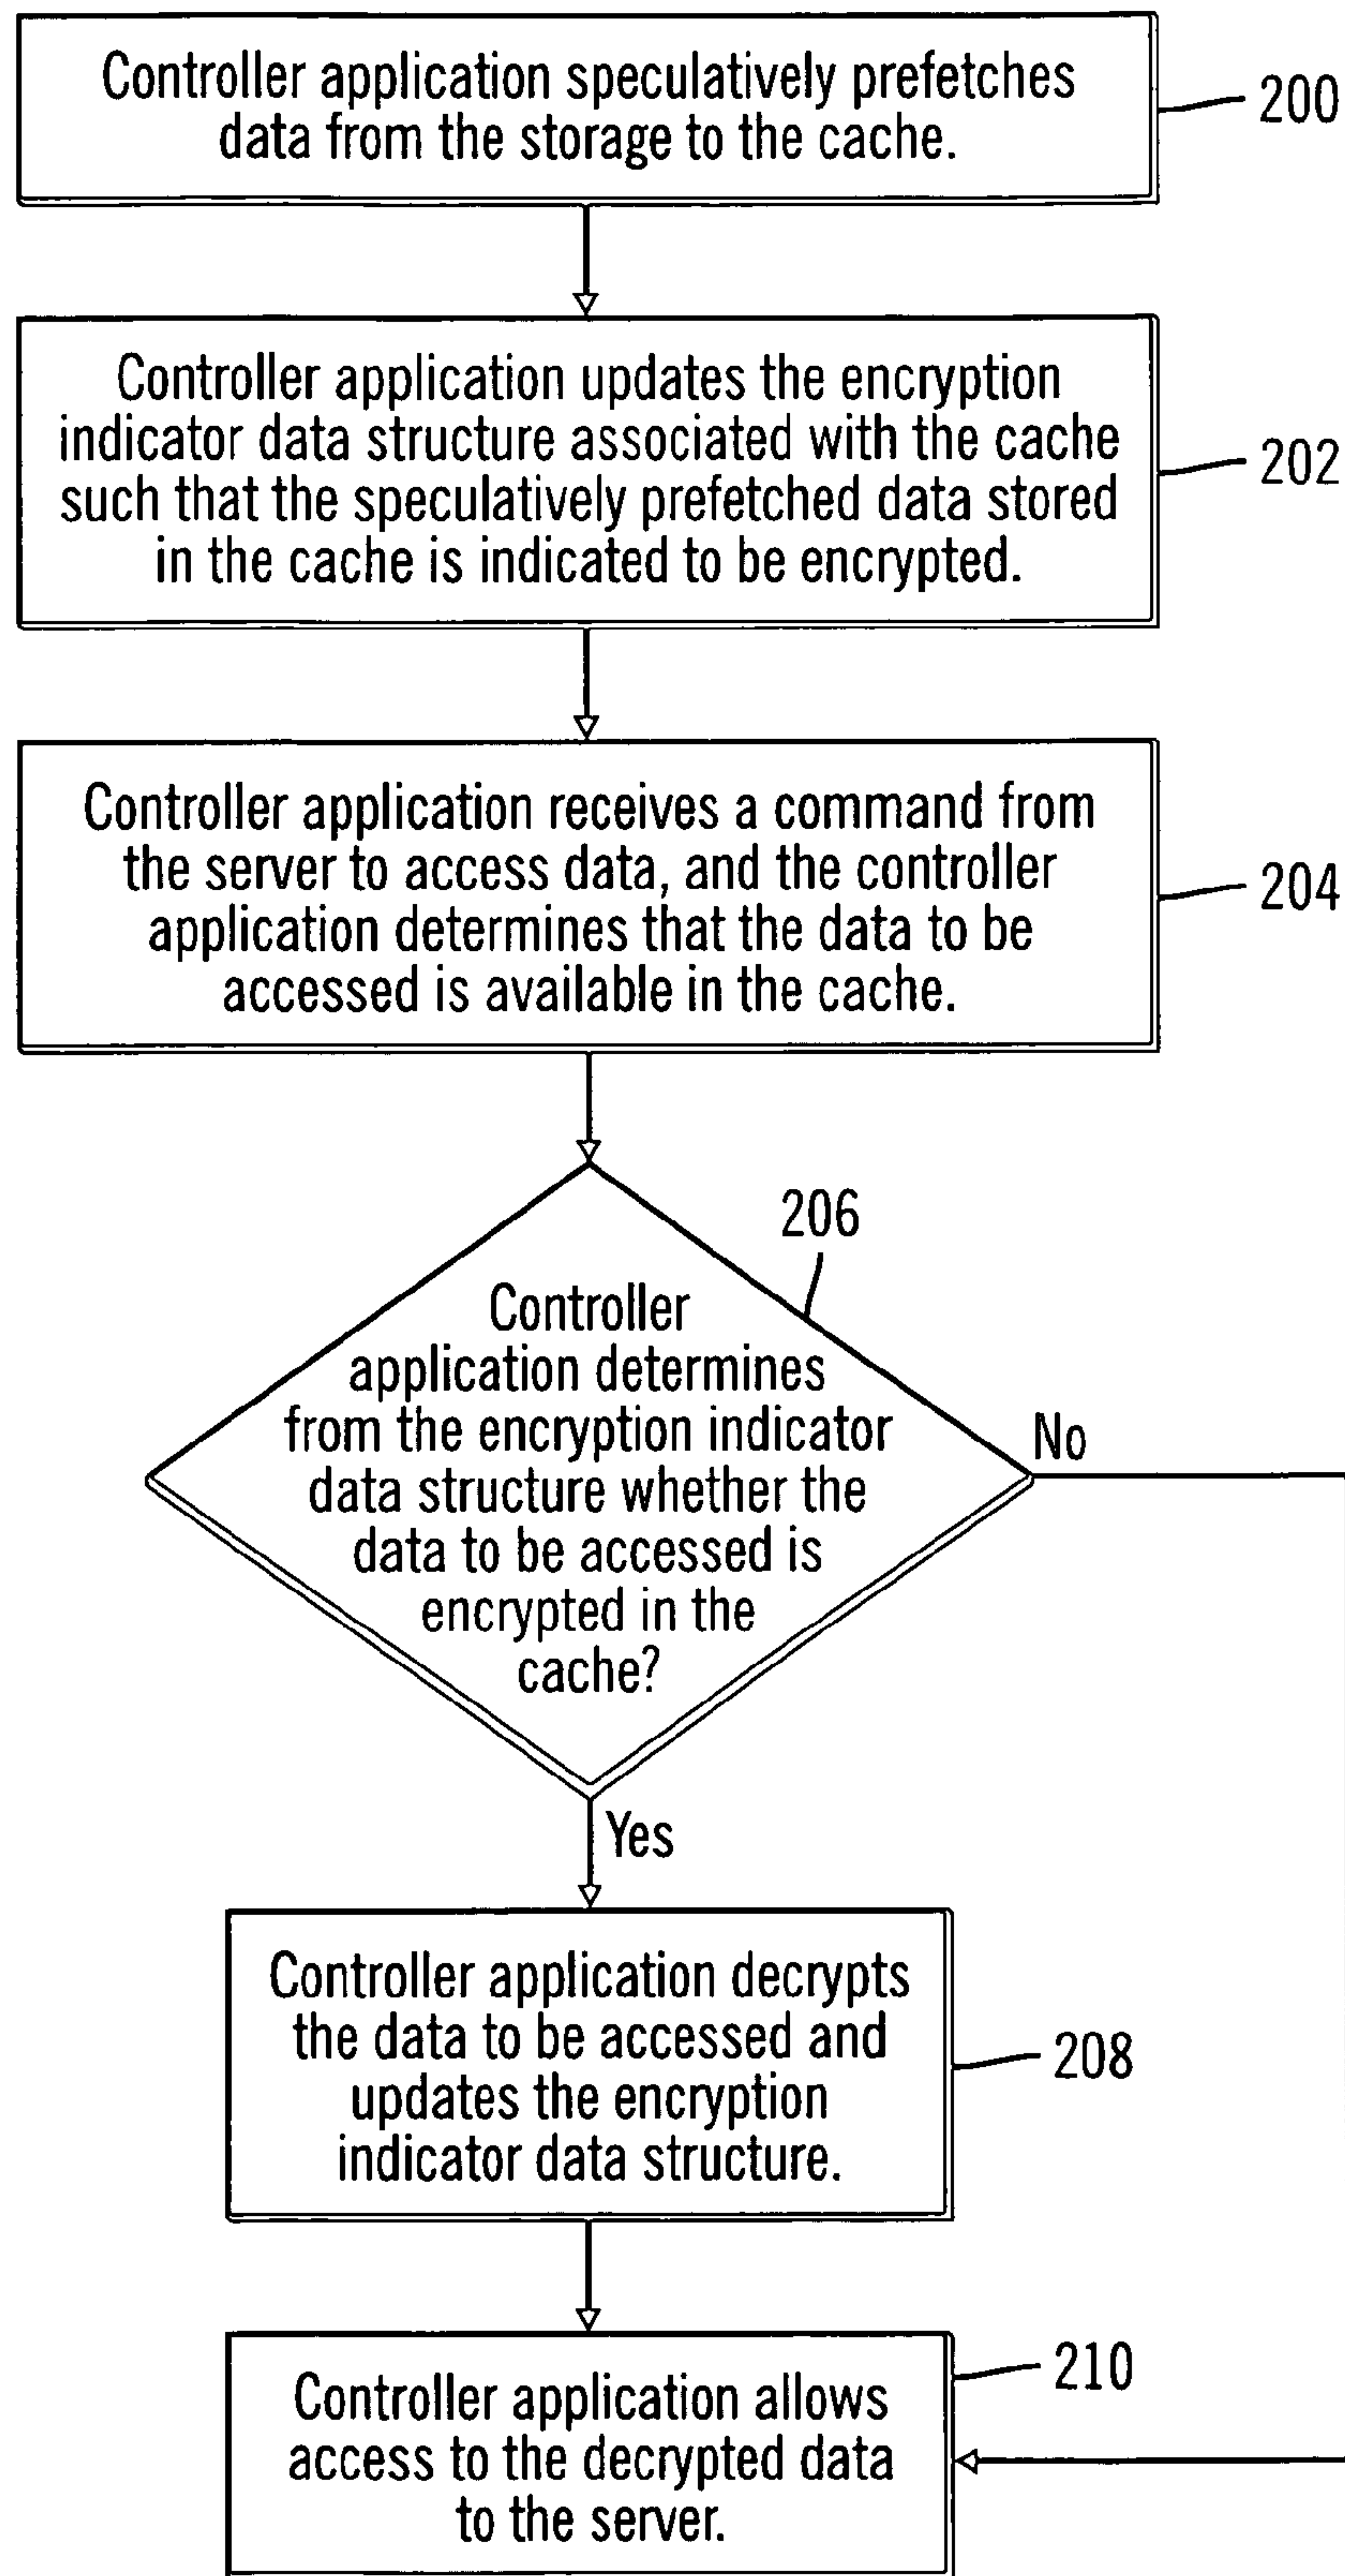 Controller application speculatively prefetches
data from the storage to the cache.
200
Controller application updates the encryption
indicator data structure associated with the cache
such that the speculatively prefetched data stored
in the cache is indicated to be encrypted.
202
Controller application receives a command from
the server to access data, and the controller
application determines that the data to be
accessed is available in the cache.
204
206
Controller
application determines
from the encryption indicator
data structure whether the
data to be accessed is
encrypted in the
cache?
No
Yes
Controller application decrypts
the data to be accessed and
updates the encryption
indicator data structure.
208
Controller application allows
access to the decrypted data
to the server.
210